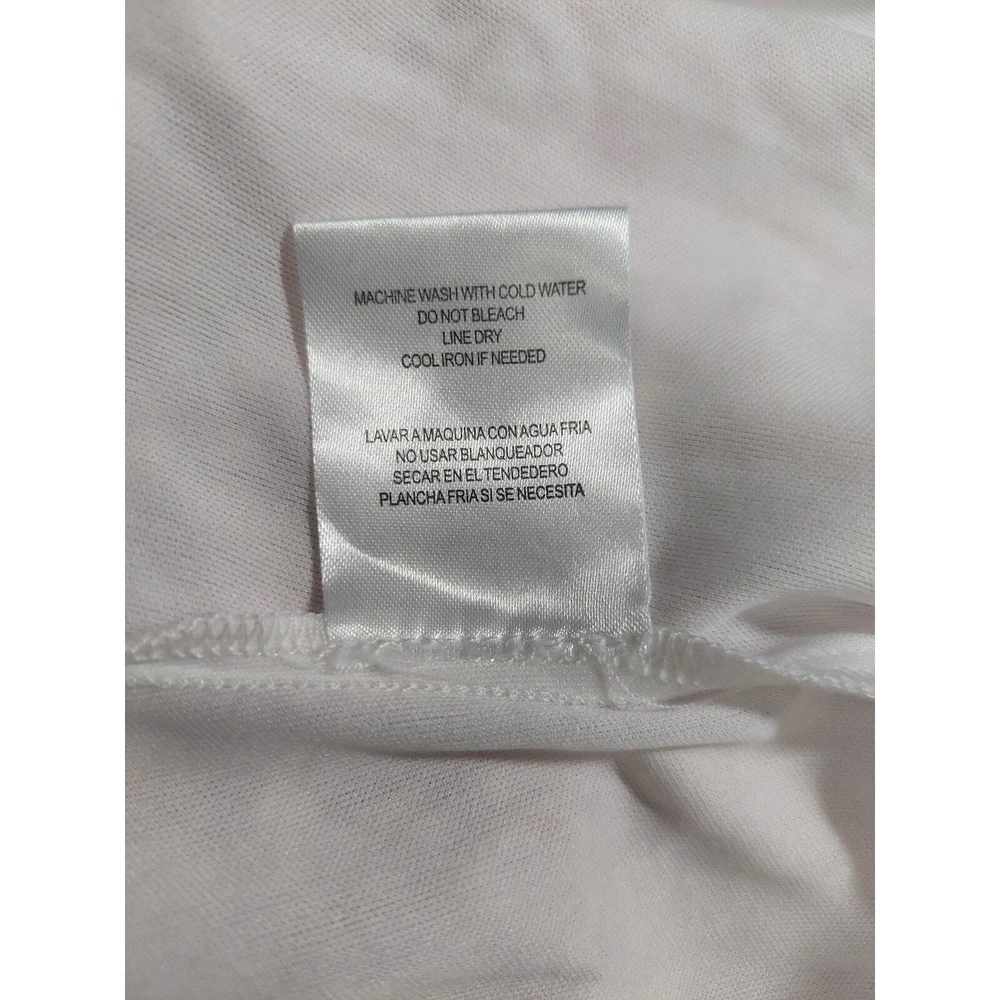 MACHINE WASH WITH COLD WATER
DO NOT BLEACH
LINE DRY
COOL IRON IF NEEDED
LAVAR A MAQUINA CON AGUA FRIA
NO USAR BLANQUEADOR
SECAR EN EL TENDEDERO
PLANCHA FRIA SI SE NECESITA